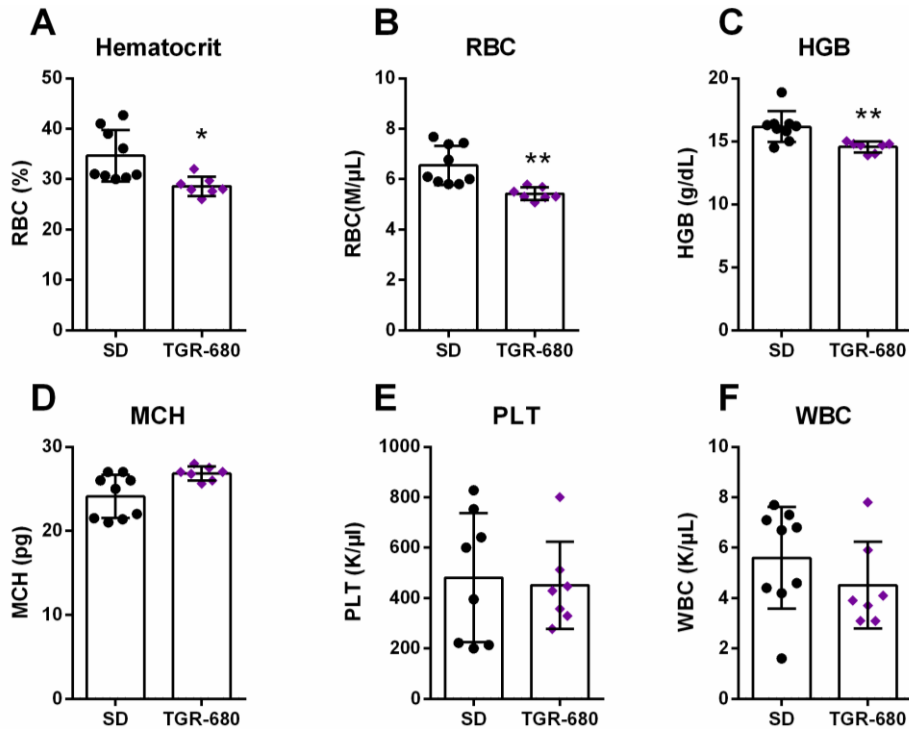 A
Hematocrit
RBC (%)
50
40
30
20
10
0
*
SD TGR-680
B
RBC
RBC(M/µL)
10
8
6
4
2
0
**
SD TGR-680
C
HGB
HGB (g/dL)
20
15
10
5
0
**
SD TGR-680
D
MCH
MCH (pg)
30
20
10
0
SD TGR-680
E
PLT
PLT (K/µl)
1000
800
600
400
200
0
SD TGR-680
F
WBC
WBC (K/µL)
10
8
6
4
2
0
SD TGR-680